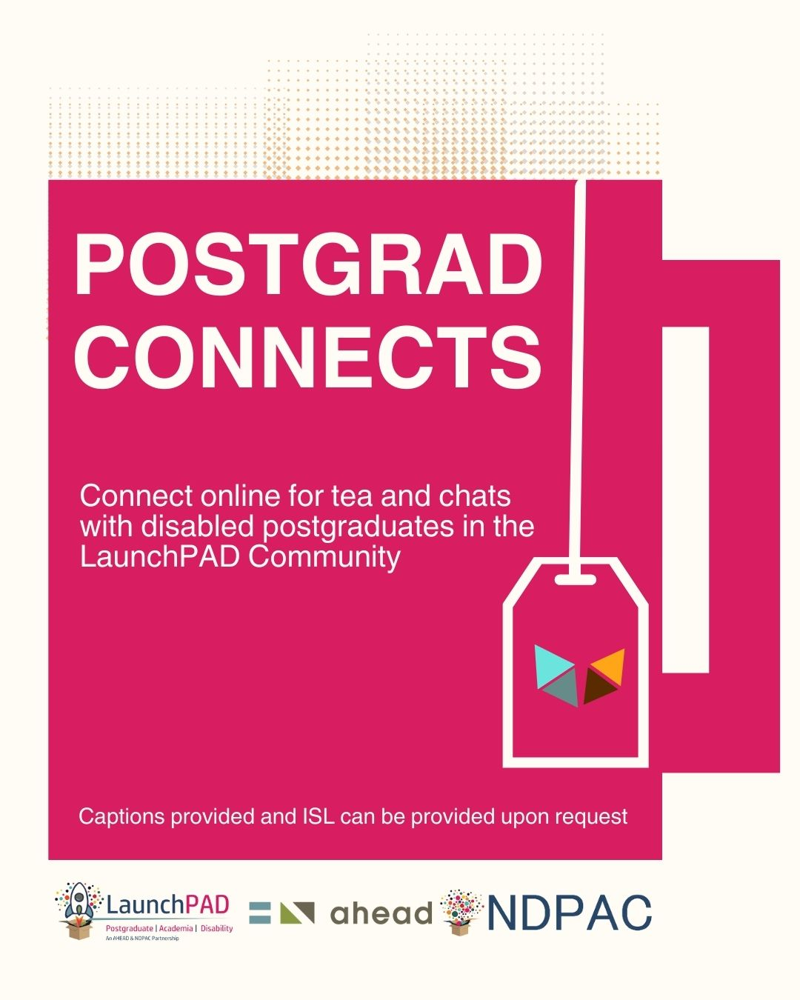 POSTGRAD
CONNECTS
Connect online for tea and chats
with disabled postgraduates in the
LaunchPAD Community
Captions provided and ISL can be provided upon request
LaunchPAD
Postgraduate | Academia | Disability
An AHEAD & NDPAC Partnership
ahead
NDPAC